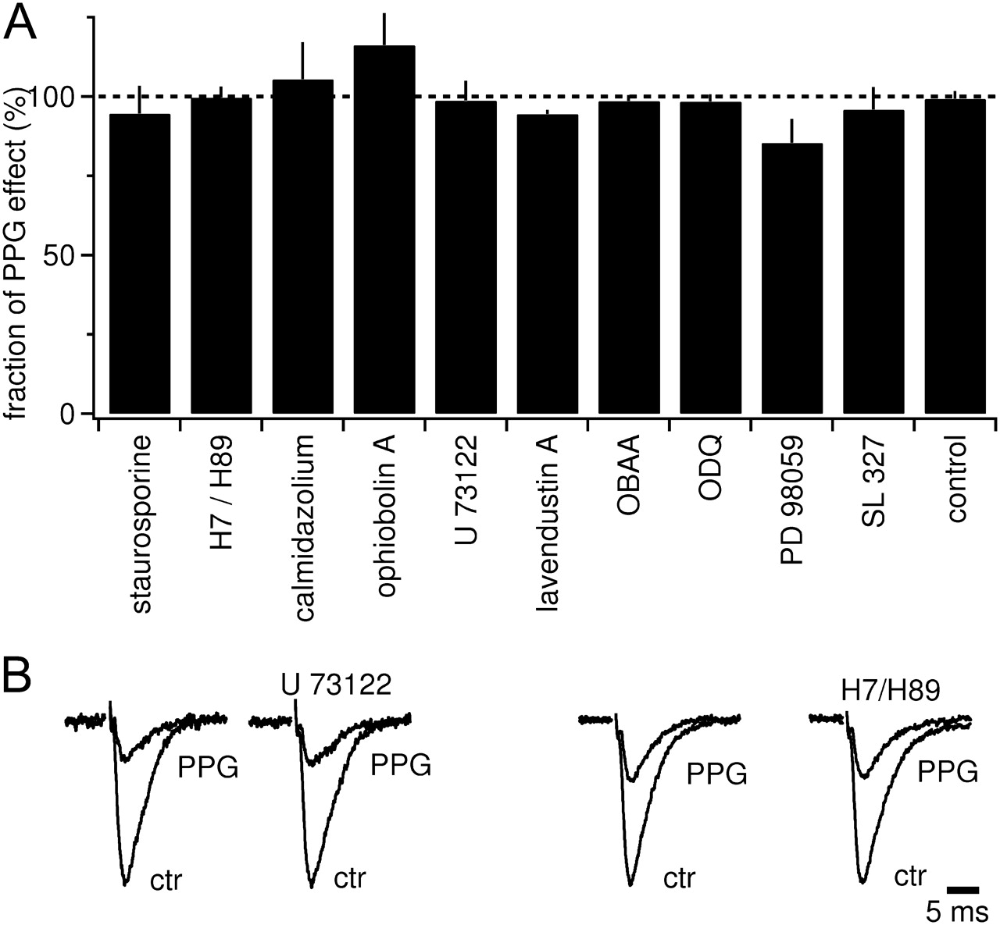 A
fraction of PPG effect (%)
100
50
0
staurosporine
H7 / H89
calmidazolium
ophiobolin A
U 73122
lavendustin A
OBAA
ODQ
PD 98059
SL 327
control
B
U 73122
H7/H89
PPG
PPG
PPG
PPG
ctr
ctr
ctr
ctr
5 ms